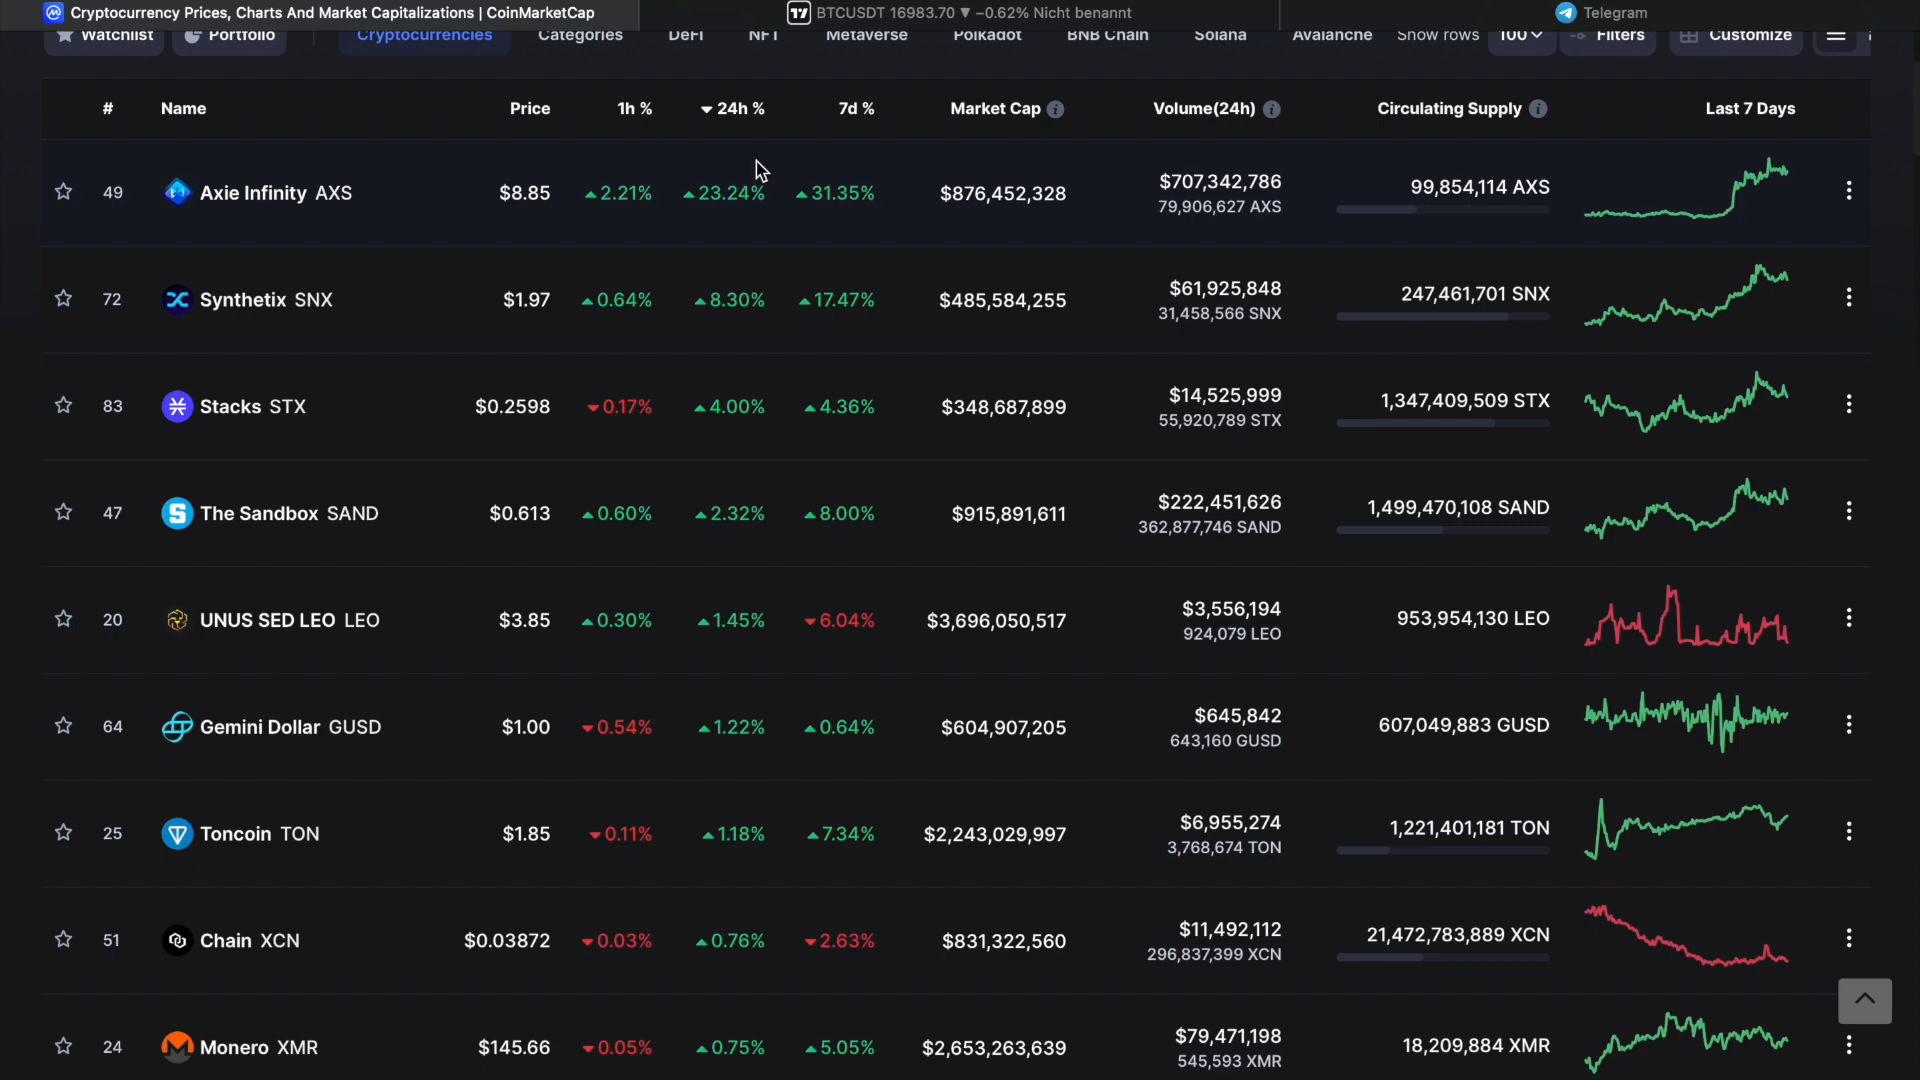 Cryptocurrency Prices, Charts And Market Capitalizations | CoinMarketCap
BTCUSDT 16983.70 ▼ −0.62% Nicht benannt
Telegram
Watchlist Portfolio Cryptocurrencies Categories DeFi NFT Metaverse Polkadot BNB Chain Solana Avalanche Show rows 100 Filters Customize
# Name Price 1h % 24h % 7d % Market Cap Volume(24h) Circulating Supply Last 7 Days
49 Axie Infinity AXS $8.85 2.21% 23.24% 31.35% $876,452,328 $707,342,786 99,854,114 AXS
79,906,627 AXS
72 Synthetix SNX $1.97 0.64% 8.30% 17.47% $485,584,255 $61,925,848 247,461,701 SNX
31,458,566 SNX
83 Stacks STX $0.2598 0.17% 4.00% 4.36% $348,687,899 $14,525,999 1,347,409,509 STX
55,920,789 STX
47 The Sandbox SAND $0.613 0.60% 2.32% 8.00% $915,891,611 $222,451,626 1,499,470,108 SAND
362,877,746 SAND
20 UNUS SED LEO LEO $3.85 0.30% 1.45% 6.04% $3,696,050,517 $3,556,194 953,954,130 LEO
924,079 LEO
64 Gemini Dollar GUSD $1.00 0.54% 1.22% 0.64% $604,907,205 $645,842 607,049,883 GUSD
643,160 GUSD
25 Toncoin TON $1.85 0.11% 1.18% 7.34% $2,243,029,997 $6,955,274 1,221,401,181 TON
3,768,674 TON
51 Chain XCN $0.03872 0.03% 0.76% 2.63% $831,322,560 $11,492,112 21,472,783,889 XCN
296,837,399 XCN
24 Monero XMR $145.66 0.05% 0.75% 5.05% $2,653,263,639 $79,471,198 18,209,884 XMR
545,593 XMR